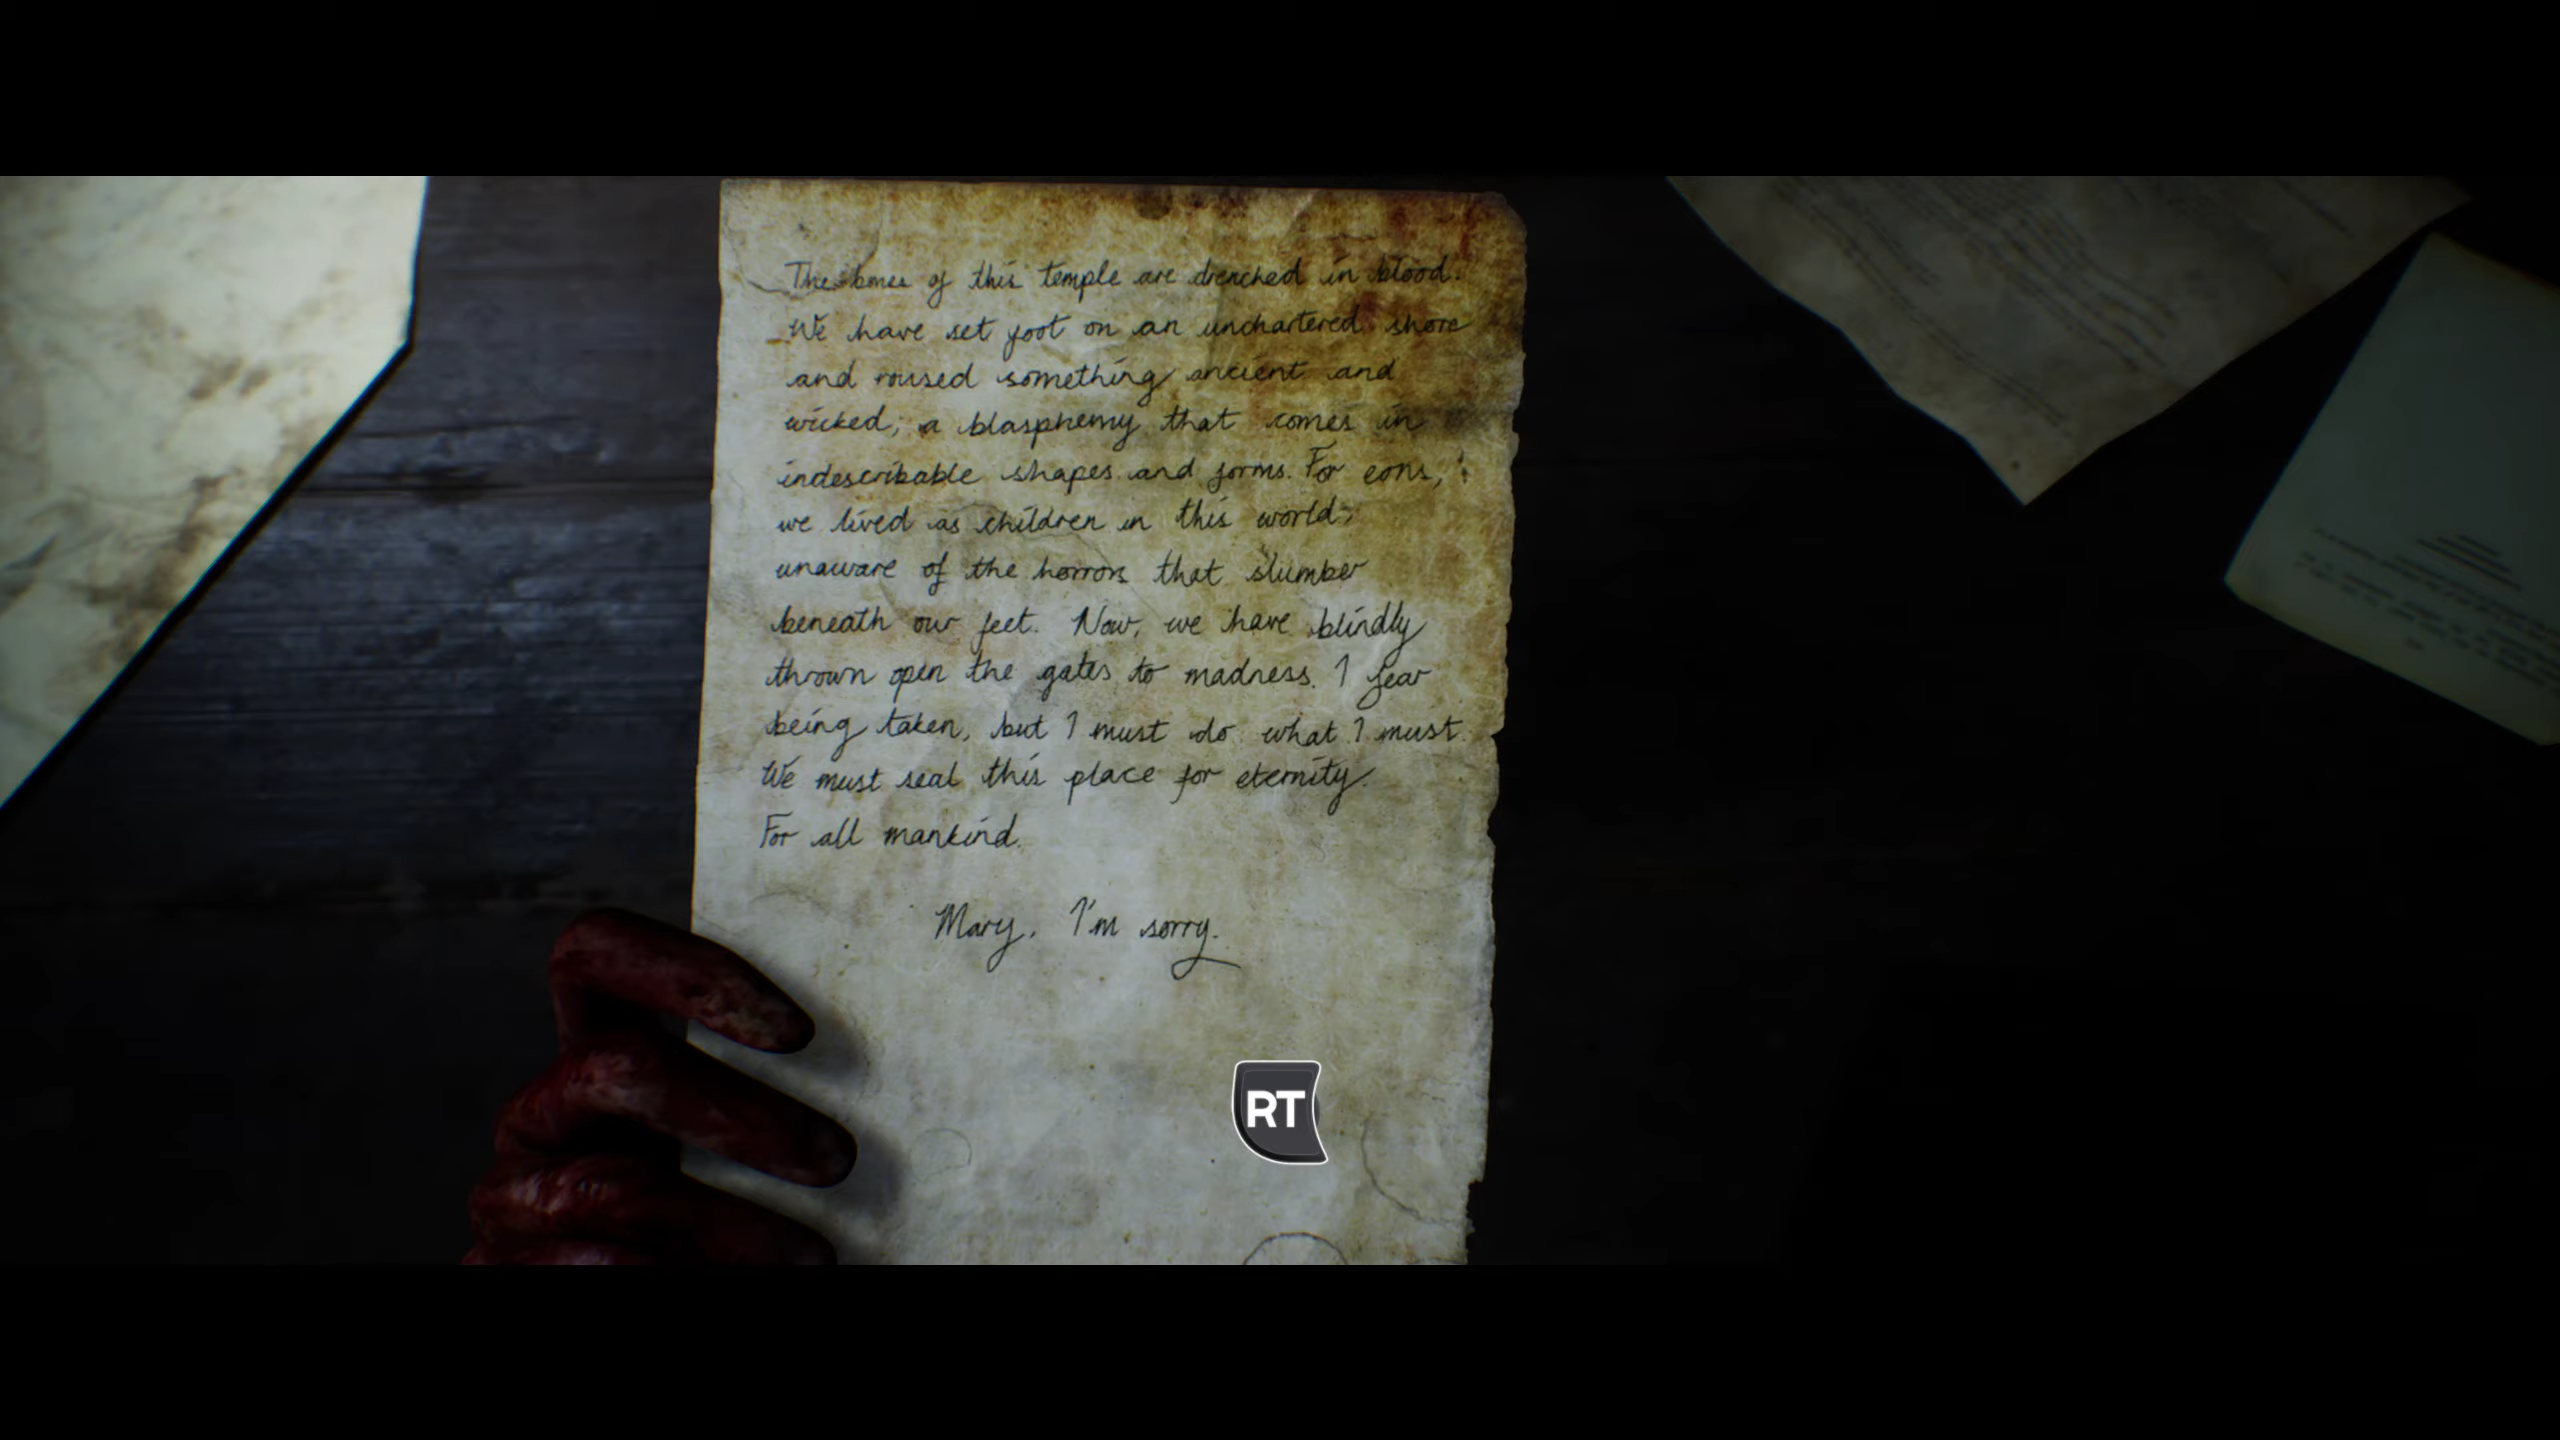 The bones of this temple are drenched in blood.
We have set foot on an unchartered shore
and roused something ancient and
wicked; a blasphemy that comes in
indescribable shapes and forms. For eons,
we lived as children in this world;
unaware of the horrors that slumber
beneath our feet. Now, we have blindly
thrown open the gates to madness. I fear
being taken, but I must do what I must.
We must seal this place for eternity.
For all mankind.
Mary, I'm sorry.
RT